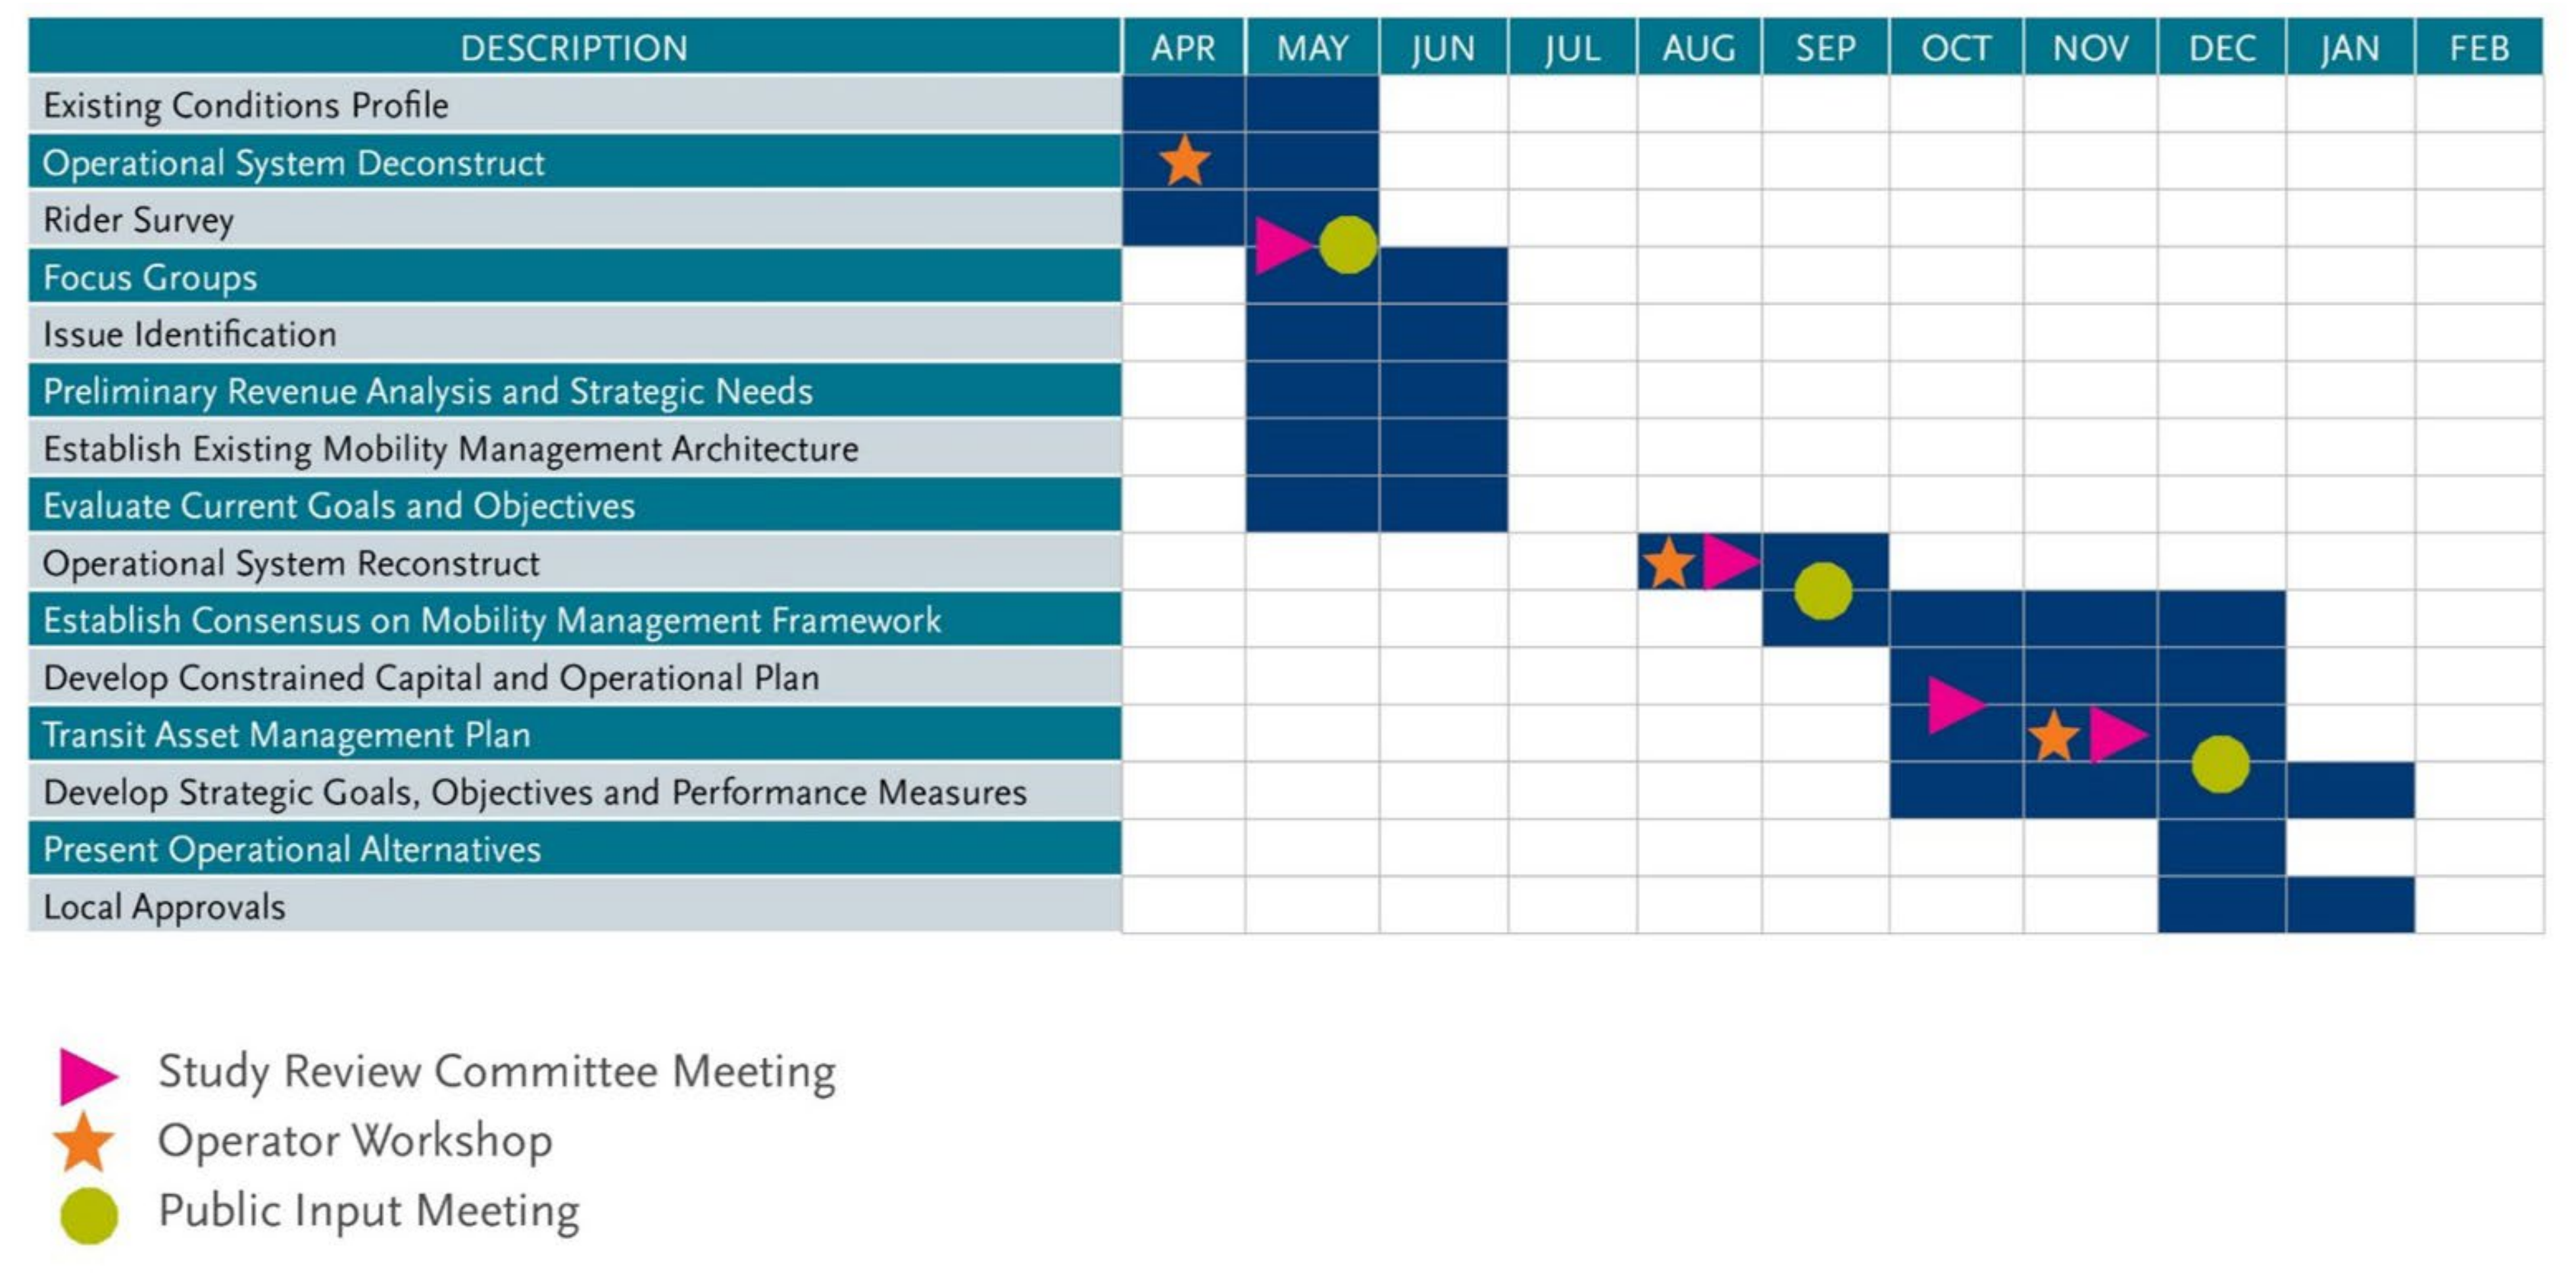 DESCRIPTION APR MAY JUN JUL AUG SEP OCT NOV DEC JAN FEB
Existing Conditions Profile
Operational System Deconstruct
Rider Survey
Focus Groups
Issue Identification
Preliminary Revenue Analysis and Strategic Needs
Establish Existing Mobility Management Architecture
Evaluate Current Goals and Objectives
Operational System Reconstruct
Establish Consensus on Mobility Management Framework
Develop Constrained Capital and Operational Plan
Transit Asset Management Plan
Develop Strategic Goals, Objectives and Performance Measures
Present Operational Alternatives
Local Approvals
Study Review Committee Meeting
Operator Workshop
Public Input Meeting